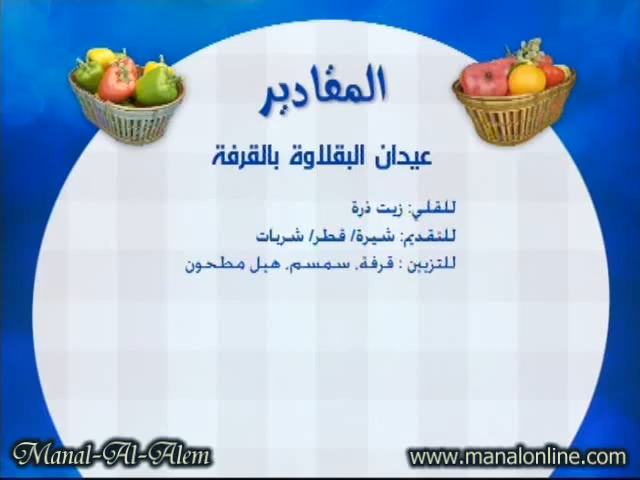 المقادير
عيدان البقلاوة بالقرفة
للقلي: زيت ذرة
للتقديم: شيرة/ قطر/ شربات
للتزيين : قرفة، سمسم، هيل مطحون
Manal-Al-Alem
www.manalonline.com